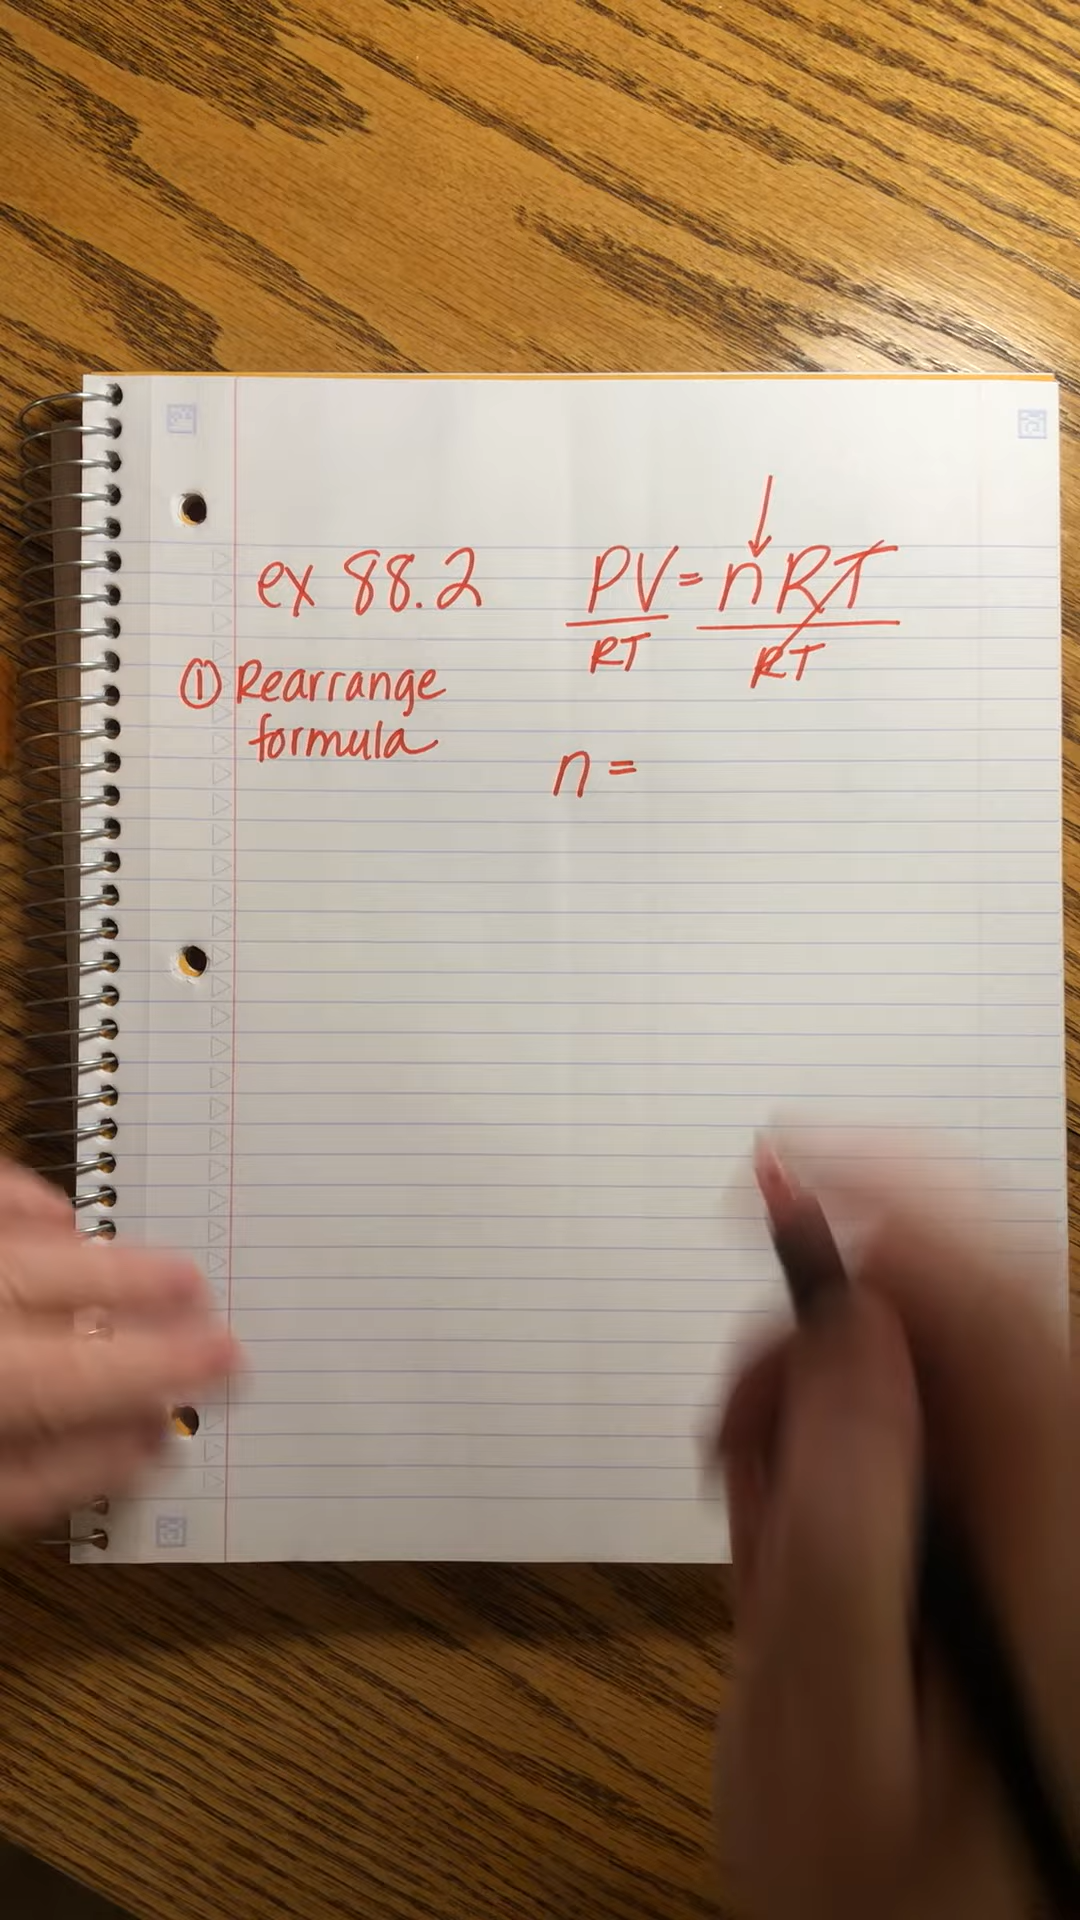 ex 88.2
PV = nRT
RT RT
① Rearrange
formula
n =